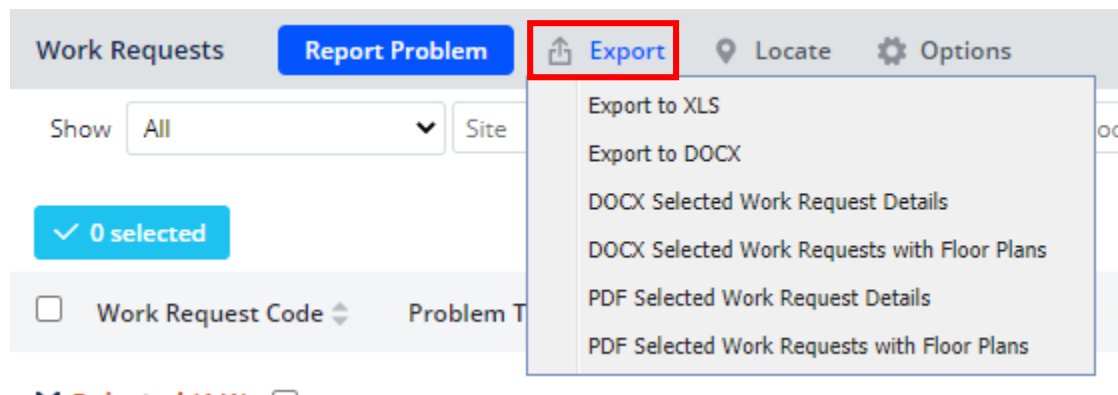 Work Requests Report Problem Export Locate Options
Show All Site
Export to XLS
Export to DOCX
DOCX Selected Work Request Details
DOCX Selected Work Requests with Floor Plans
PDF Selected Work Request Details
PDF Selected Work Requests with Floor Plans
0 selected
Work Request Code Problem T